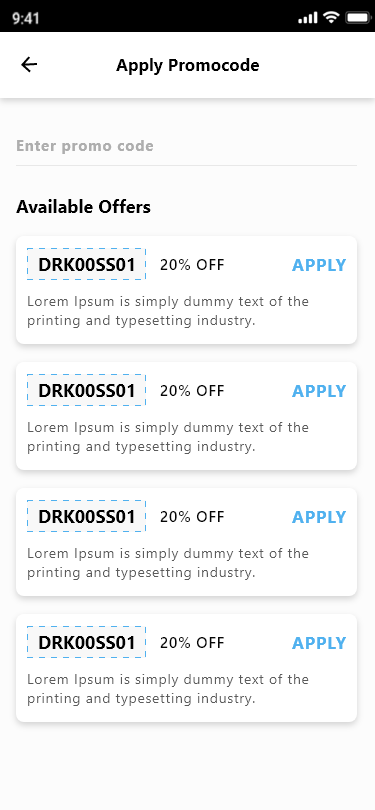 9:41
Apply Promocode
Enter promo code
Available Offers
DRK00SS01 20% OFF APPLY
Lorem Ipsum is simply dummy text of the
printing and typesetting industry.
DRK00SS01 20% OFF APPLY
Lorem Ipsum is simply dummy text of the
printing and typesetting industry.
DRK00SS01 20% OFF APPLY
Lorem Ipsum is simply dummy text of the
printing and typesetting industry.
DRK00SS01 20% OFF APPLY
Lorem Ipsum is simply dummy text of the
printing and typesetting industry.